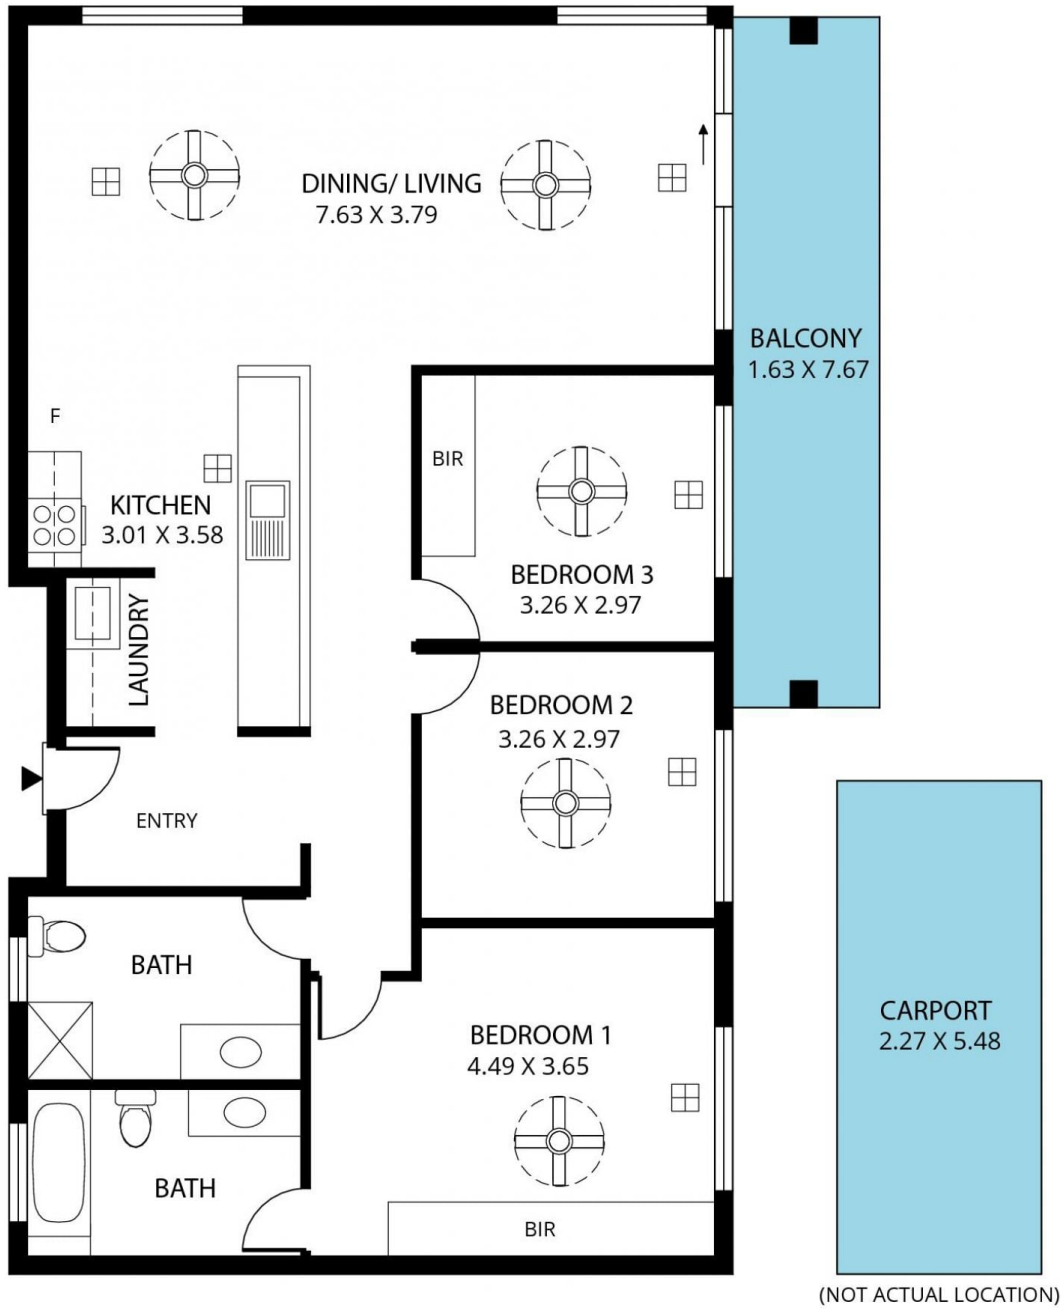 DINING/ LIVING
7.63 X 3.79
BALCONY
1.63 X 7.67
F
BIR
KITCHEN
3.01 X 3.58
BEDROOM 3
3.26 X 2.97
LAUNDRY
BEDROOM 2
3.26 X 2.97
ENTRY
BATH
BEDROOM 1
4.49 X 3.65
CARPORT
2.27 X 5.48
BATH
BIR
(NOT ACTUAL LOCATION)